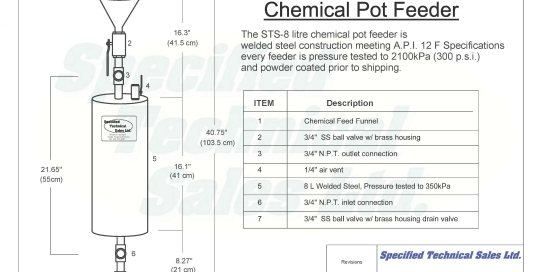 Chemical Pot Feeder
The STS-8 litre chemical pot feeder is
welded steel construction meeting A.P.I. 12 F Specifications
every feeder is pressure tested to 2100kPa (300 p.s.i.)
and powder coated prior to shipping.
16.3"
(41.5 cm)
2
3
4
Specified
Technical
Sales Ltd.
5
6
21.65"
(55cm)
16.1"
(41 cm)
40.75"
(103.5 cm)
8.27"
(21 cm)
ITEM Description
1 Chemical Feed Funnel
2 3/4" SS ball valve w/ brass housing
3 3/4" N.P.T. outlet connection
4 1/4" air vent
5 8 L Welded Steel, Pressure tested to 350kPa
6 3/4" N.P.T. inlet connection
7 3/4" SS ball valve w/ brass housing drain valve
Specified
Technical
Sales Ltd.
Revisions
Specified Technical Sales Ltd.